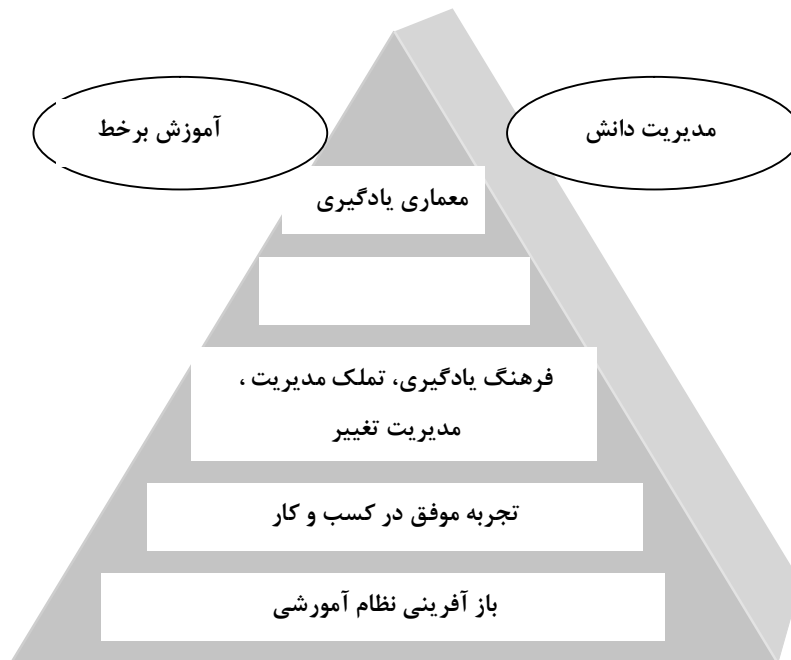 مدیریت دانش
آموزش برخط
معماری یادگیری
فرهنگ یادگیری، تملک مدیریت ،
مدیریت تغییر
تجربه موفق در کسب و کار
باز آفرینی نظام آمورشی